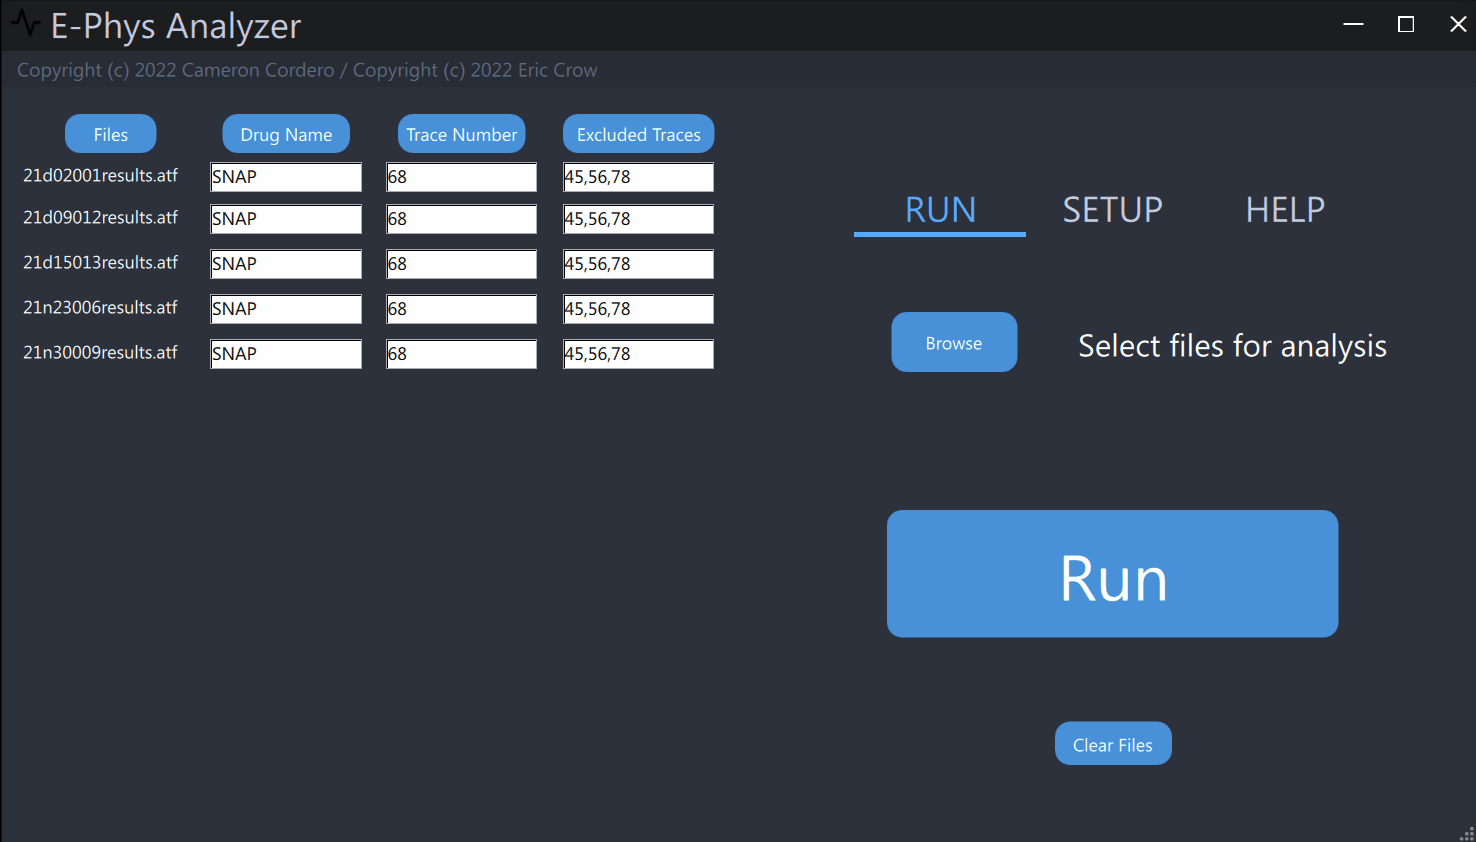 E-Phys Analyzer
Copyright (c) 2022 Cameron Cordero / Copyright (c) 2022 Eric Crow
Files Drug Name Trace Number Excluded Traces
21d02001results.atf SNAP 68 45,56,78
21d09012results.atf SNAP 68 45,56,78
21d15013results.atf SNAP 68 45,56,78
21n23006results.atf SNAP 68 45,56,78
21n30009results.atf SNAP 68 45,56,78
RUN SETUP HELP
Browse Select files for analysis
Run
Clear Files